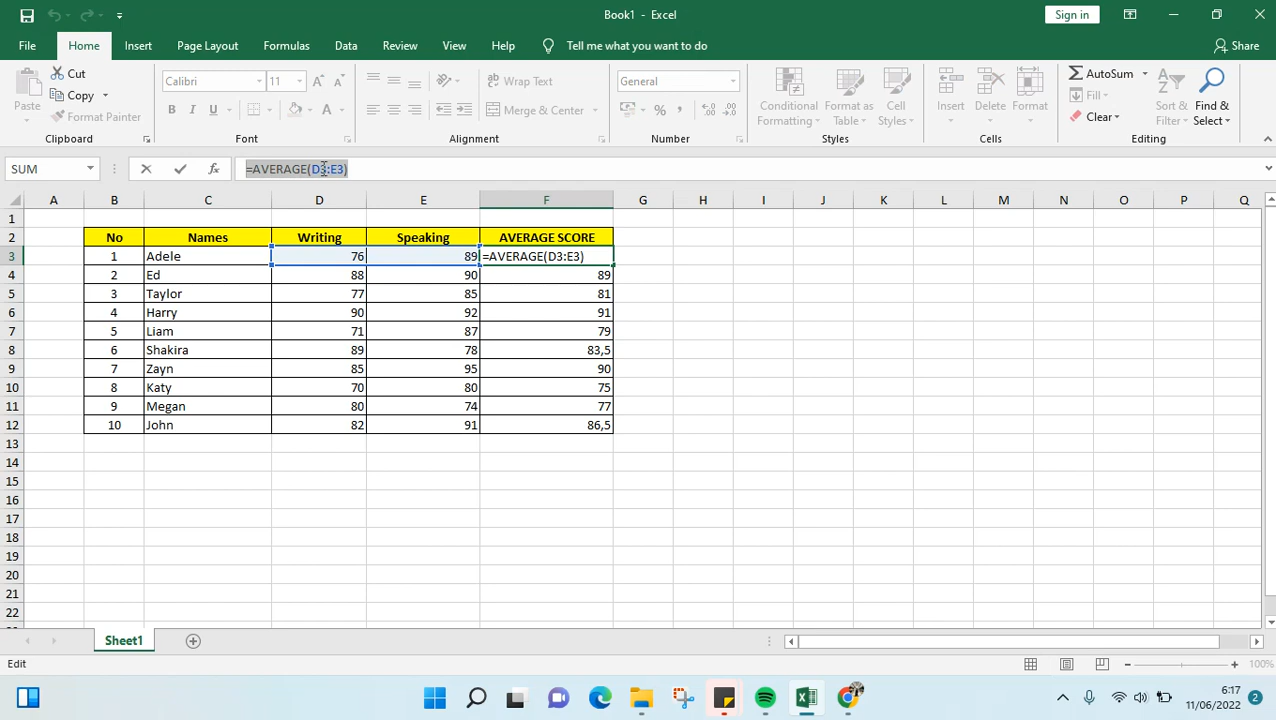 Book1 - Excel
Sign in
File Home Insert Page Layout Formulas Data Review View Help Tell me what you want to do Share
Paste Cut Copy Format Painter
Clipboard
Calibri 11
B I U
Font
Wrap Text
Merge & Center
Alignment
General
%
Number
Conditional Formatting
Format as Table
Cell Styles
Styles
Insert Delete Format
Cells
AutoSum
Fill
Clear
Sort & Filter
Find & Select
Editing
SUM fx =AVERAGE(D3:E3)
A B C D E F G H I J K L M N O P Q
1
2 No Names Writing Speaking AVERAGE SCORE
3 1 Adele 76 89 =AVERAGE(D3:E3)
4 2 Ed 88 90 89
5 3 Taylor 77 85 81
6 4 Harry 90 92 91
7 5 Liam 71 87 79
8 6 Shakira 89 78 83,5
9 7 Zayn 85 95 90
10 8 Katy 70 80 75
11 9 Megan 80 74 77
12 10 John 82 91 86,5
13
14
15
16
17
18
19
20
21
22
Sheet1
Edit
100%
6:17
11/06/2022
2